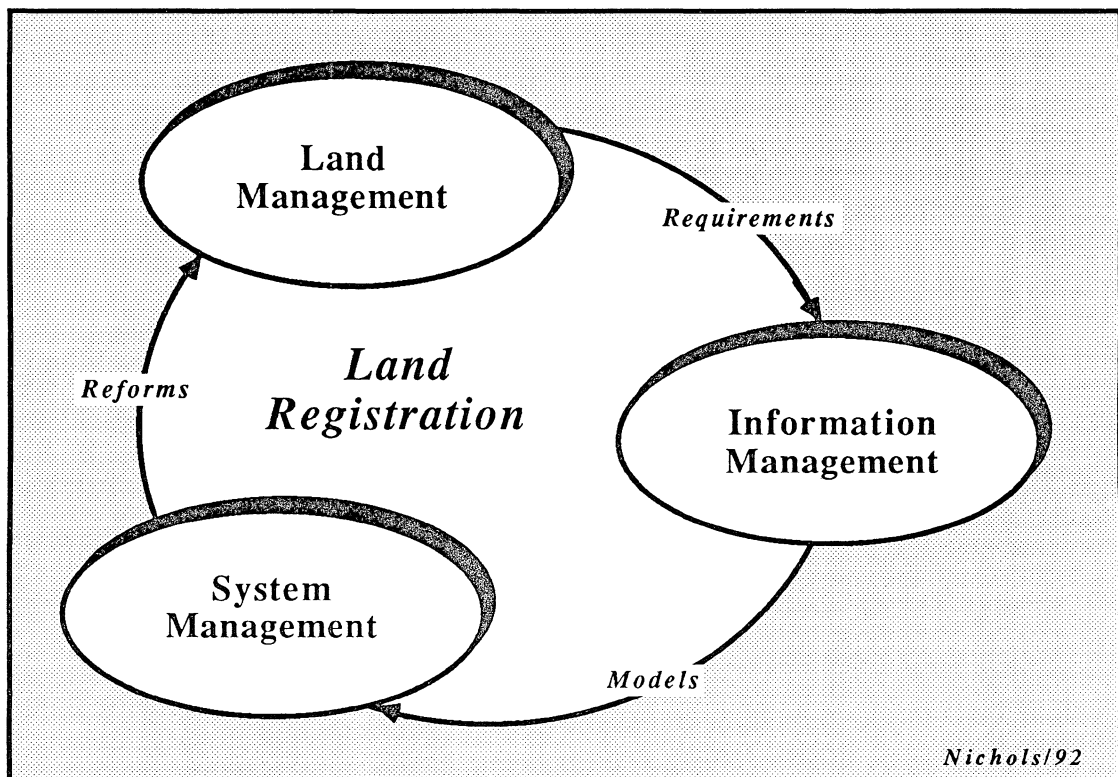 Land
Management
Requirements
Land
Registration
Reforms
Information
Management
System
Management
Models
Nichols/92